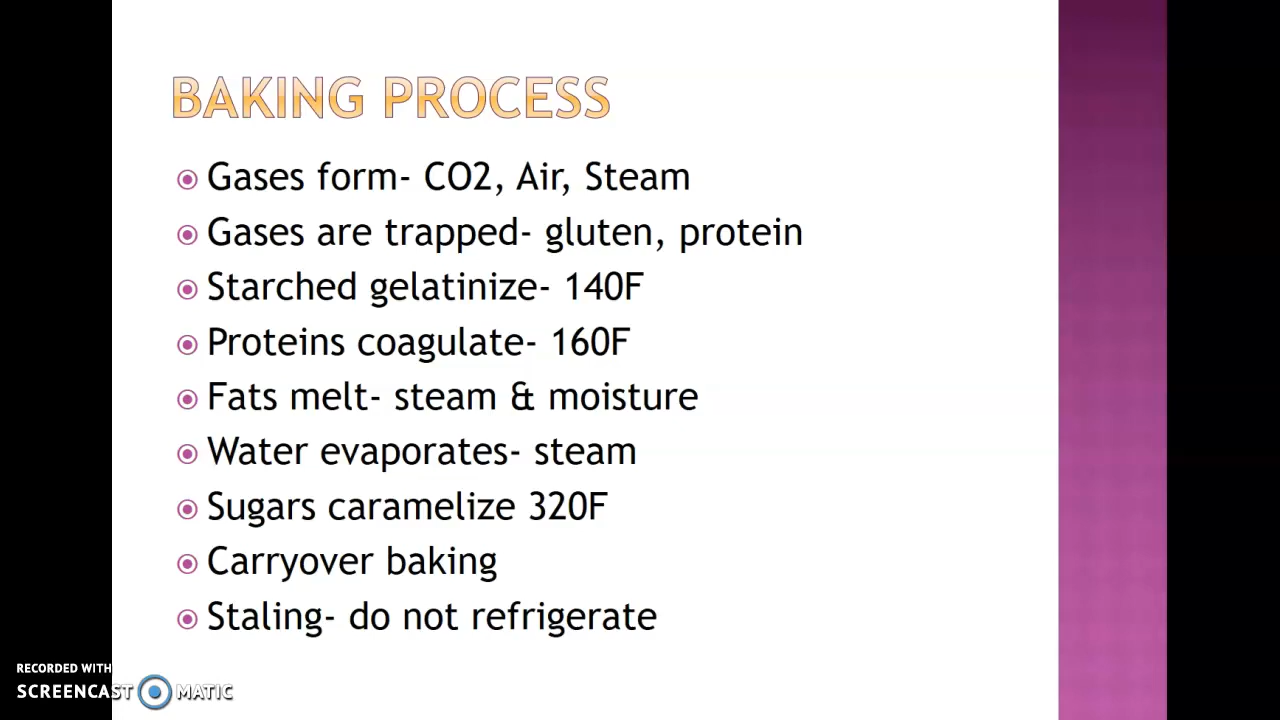 BAKING PROCESS
Gases form- CO2, Air, Steam
Gases are trapped- gluten, protein
Starched gelatinize- 140F
Proteins coagulate- 160F
Fats melt- steam & moisture
Water evaporates- steam
Sugars caramelize 320F
Carryover baking
Staling- do not refrigerate
RECORDED WITH
SCREENCAST MATIC